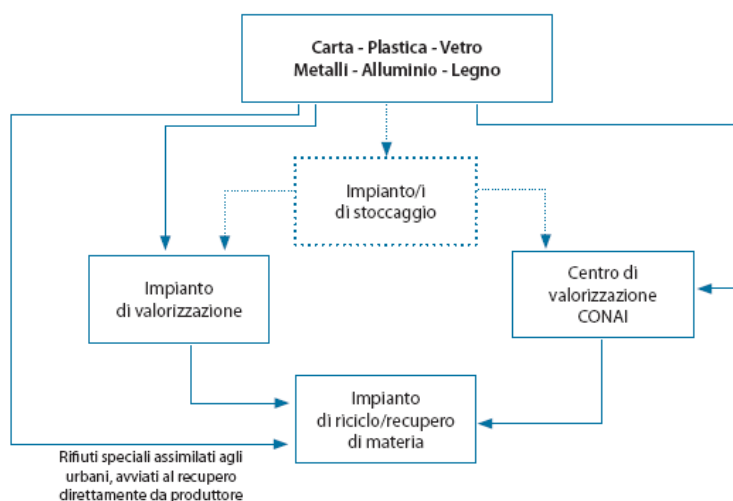 Carta - Plastica - Vetro
Metalli - Alluminio - Legno
Impianto/i
di stoccaggio
Impianto
di valorizzazione
Centro di
valorizzazione
CONAI
Impianto
di riciclo/recupero
di materia
Rifiuti speciali assimilati agli
urbani, avviati al recupero
direttamente da produttore